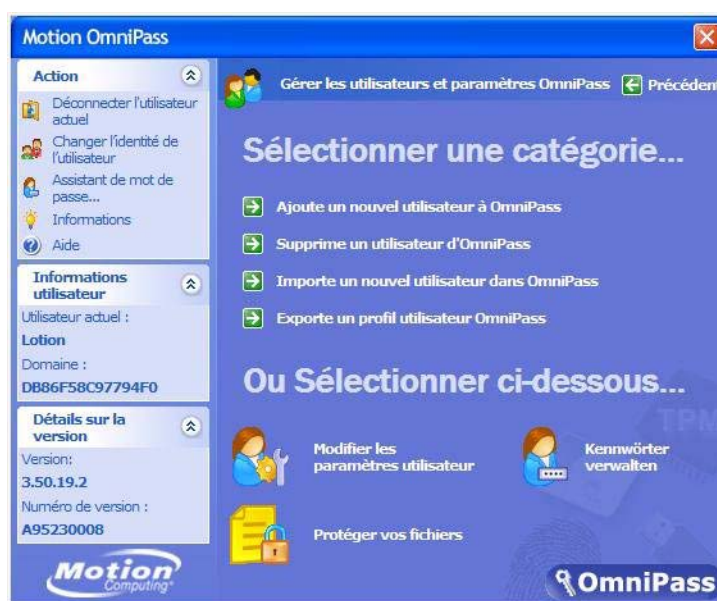 Motion OmniPass
Action
Déconnecter l'utilisateur
actuel
Changer l'identité de
l'utilisateur
Assistant de mot de
passe...
Informations
Aide
Informations
utilisateur
Utilisateur actuel :
Lotion
Domaine :
DB86F58C97794F0
Détails sur la
version
Version:
3.50.19.2
Numéro de version :
A95230008
Motion
Computing
Gérer les utilisateurs et paramètres OmniPass
Précédent
Sélectionner une catégorie...
Ajoute un nouvel utilisateur à OmniPass
Supprime un utilisateur d'OmniPass
Importe un nouvel utilisateur dans OmniPass
Exporte un profil utilisateur OmniPass
Ou Sélectionner ci-dessous...
TPM
Modifier les
paramètres utilisateur
Kennwörter
verwalten
Protéger vos fichiers
OmniPass